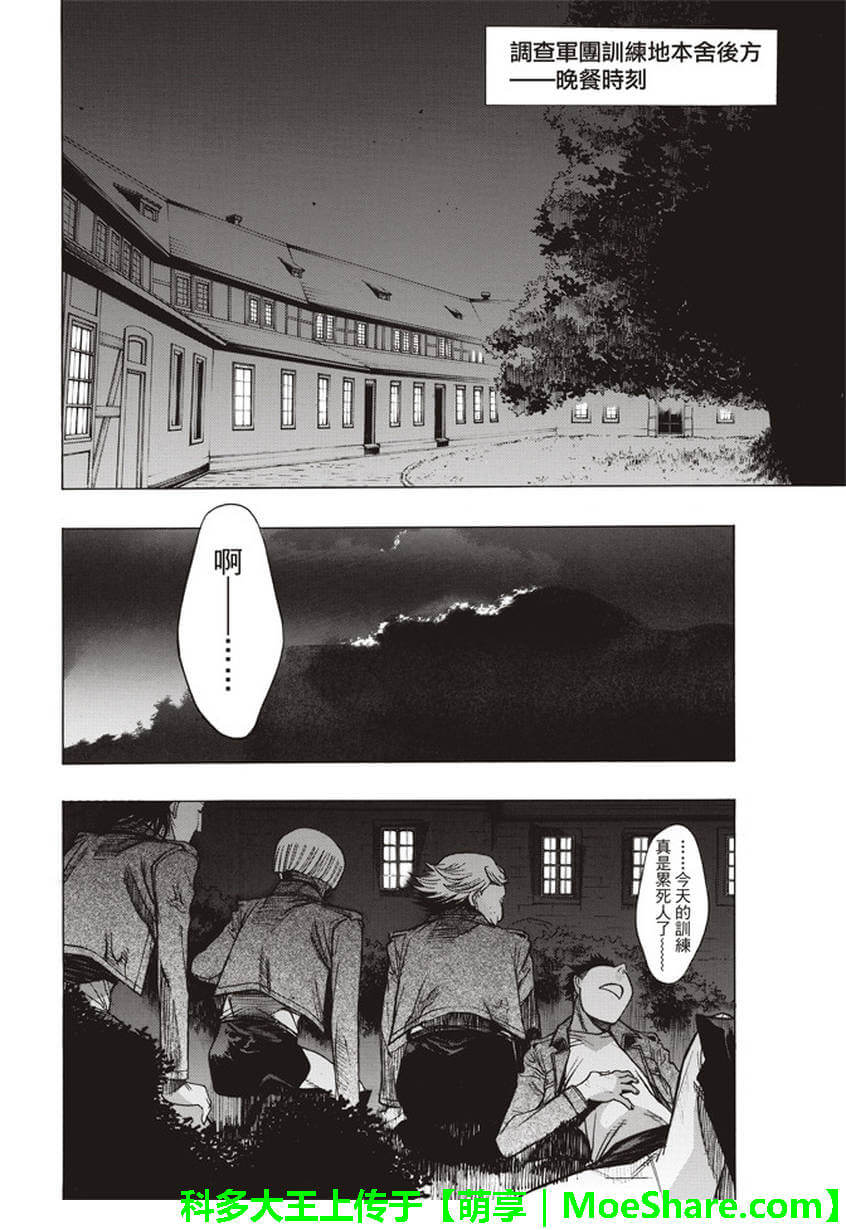 調查軍團訓練地本舍後方
——晚餐時刻
啊——……
……今天的訓練
真是累死人了～～～
科多大王上传于【萌享｜MoeShare.com】